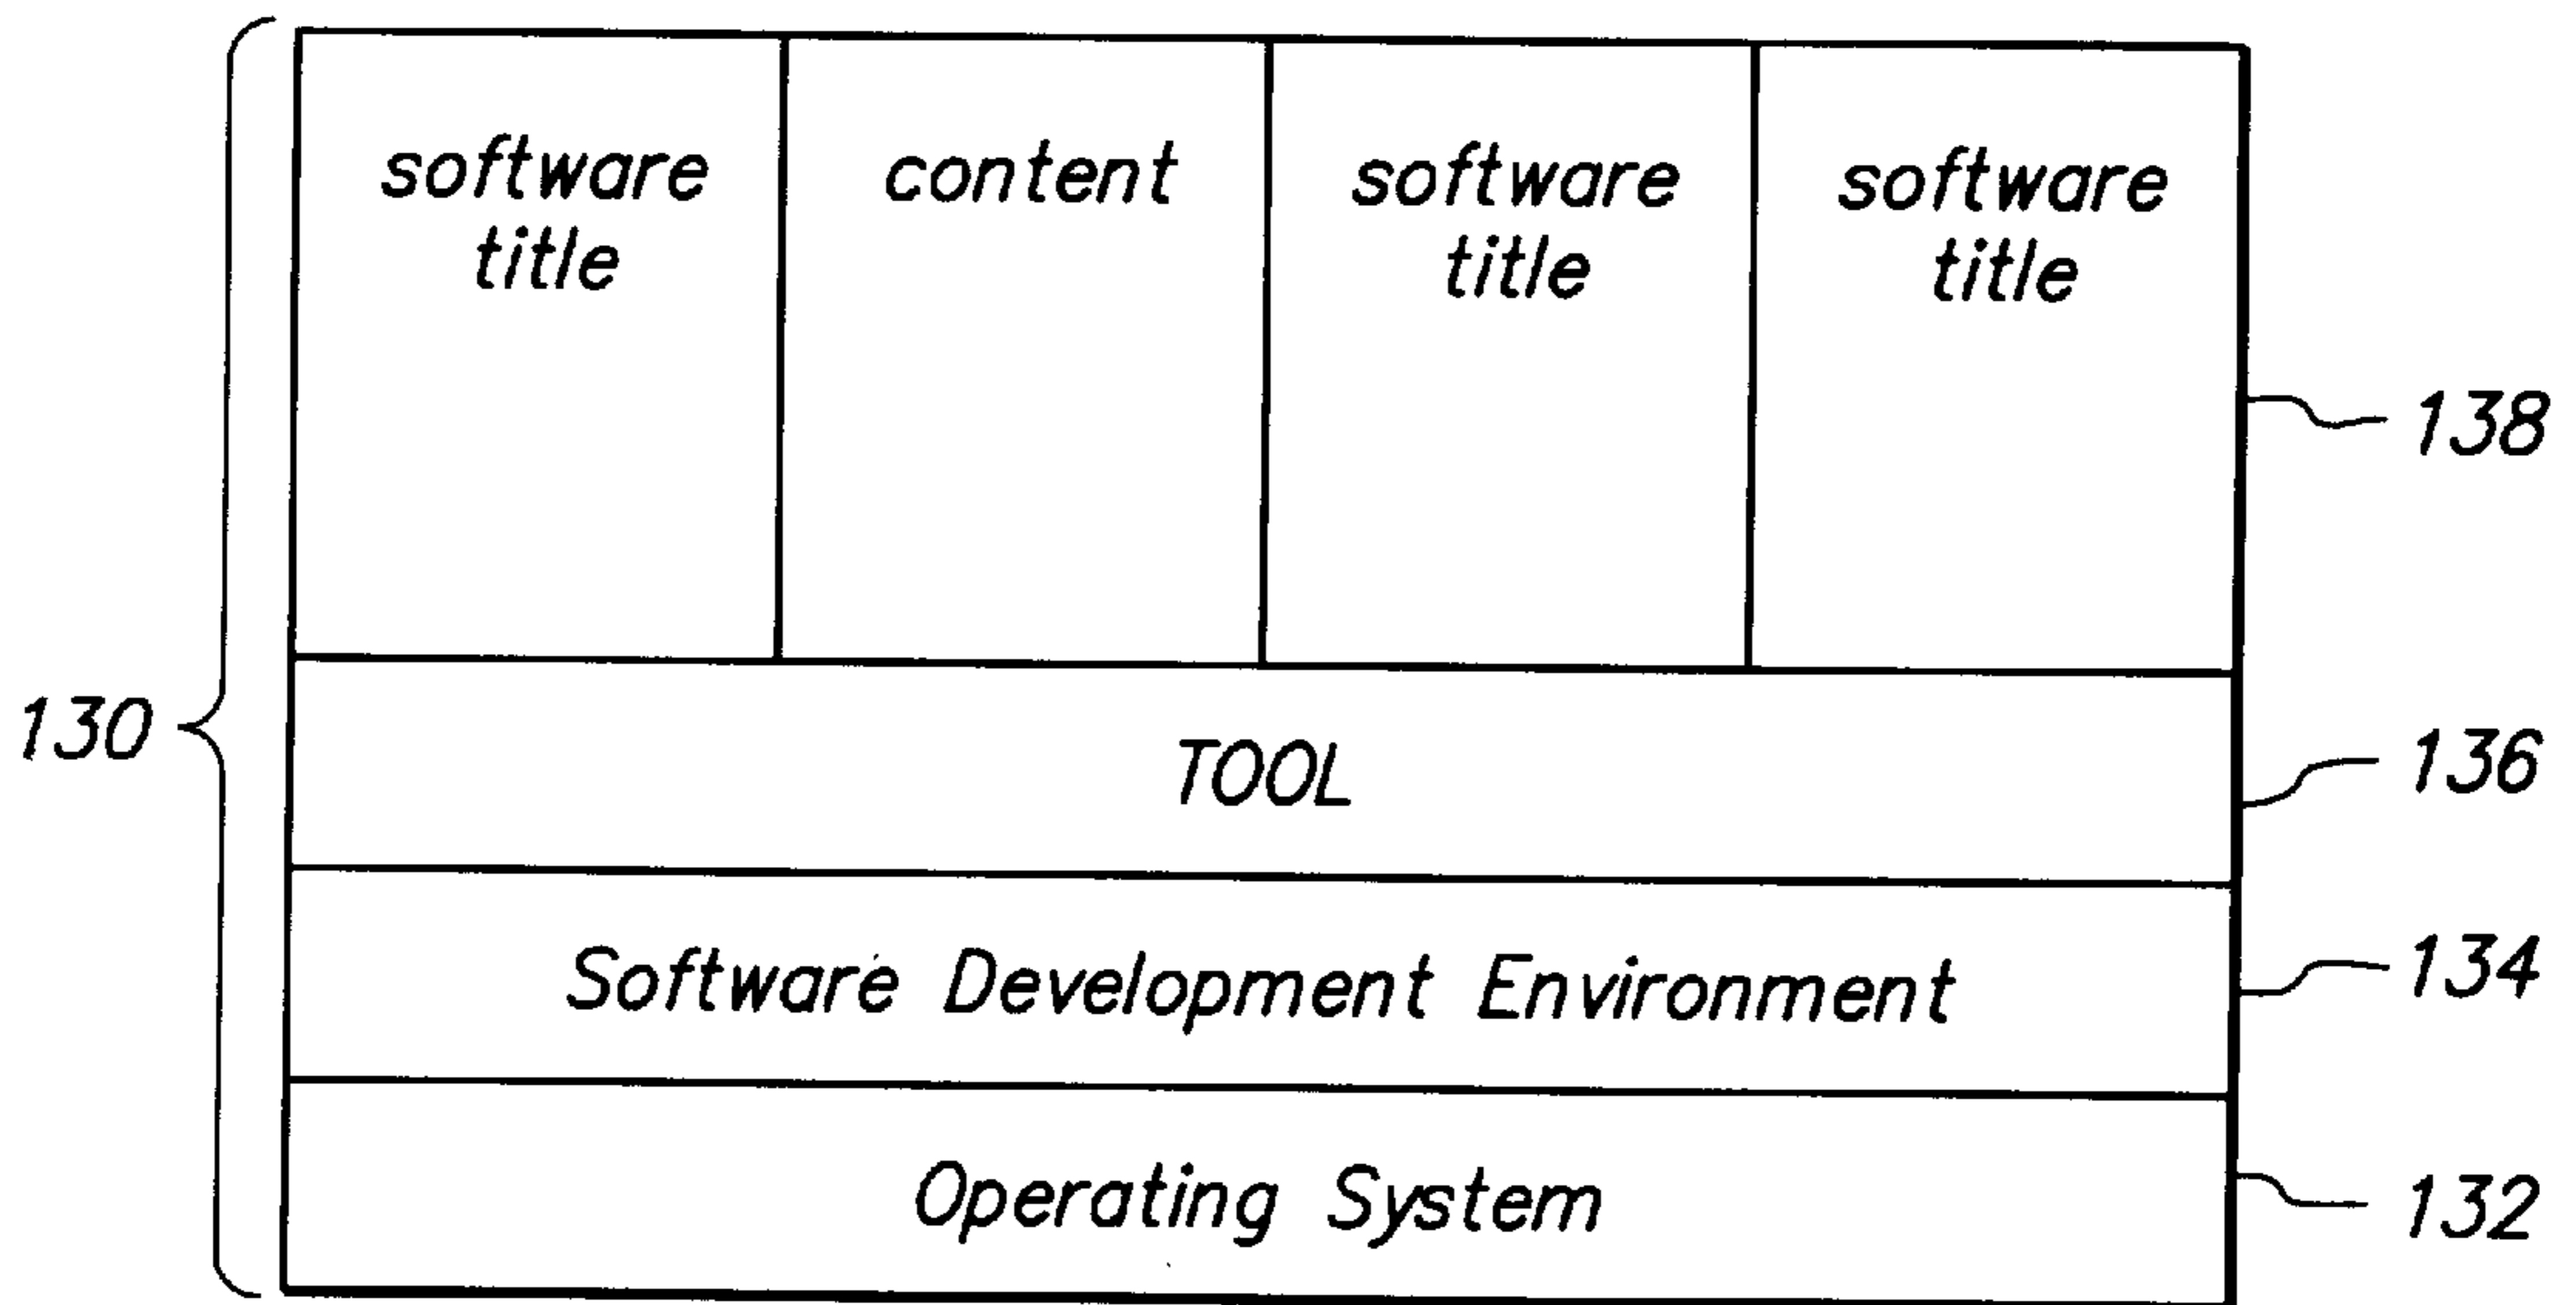 software
title
content
software
title
software
title
138
130
TOOL
136
Software Development Environment
134
Operating System
132